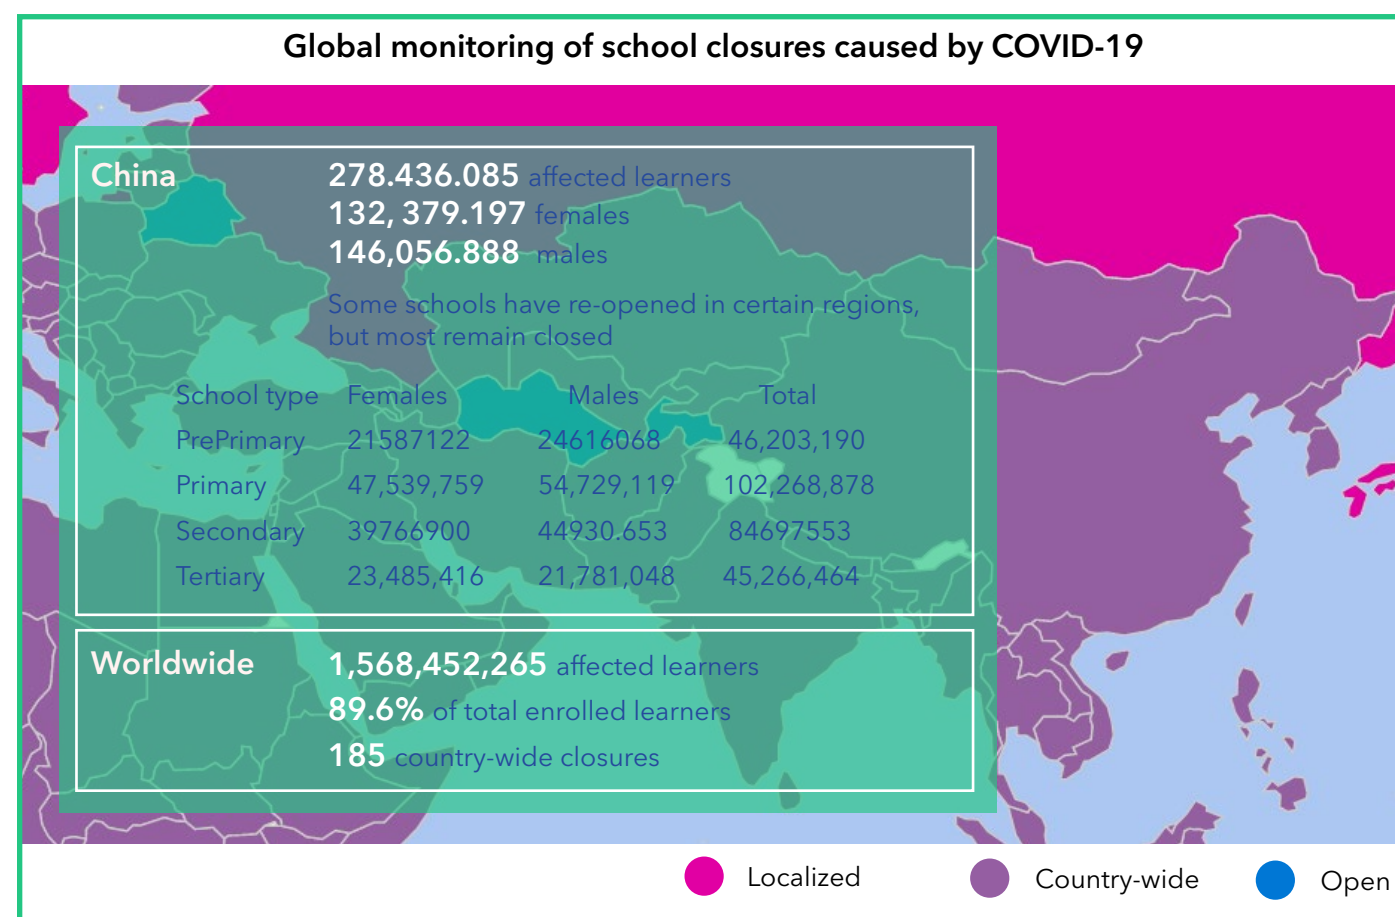 Global monitoring of school closures caused by COVID-19
China 278.436.085 affected learners
132, 379.197 females
146,056.888 males
Some schools have re-opened in certain regions,
but most remain closed
School type Females Males Total
PrePrimary 21587122 24616068 46,203,190
Primary 47,539,759 54,729,119 102,268,878
Secondary 39766900 44930.653 84697553
Tertiary 23,485,416 21,781,048 45,266,464
Worldwide 1,568,452,265 affected learners
89.6% of total enrolled learners
185 country-wide closures
Localized Country-wide Open